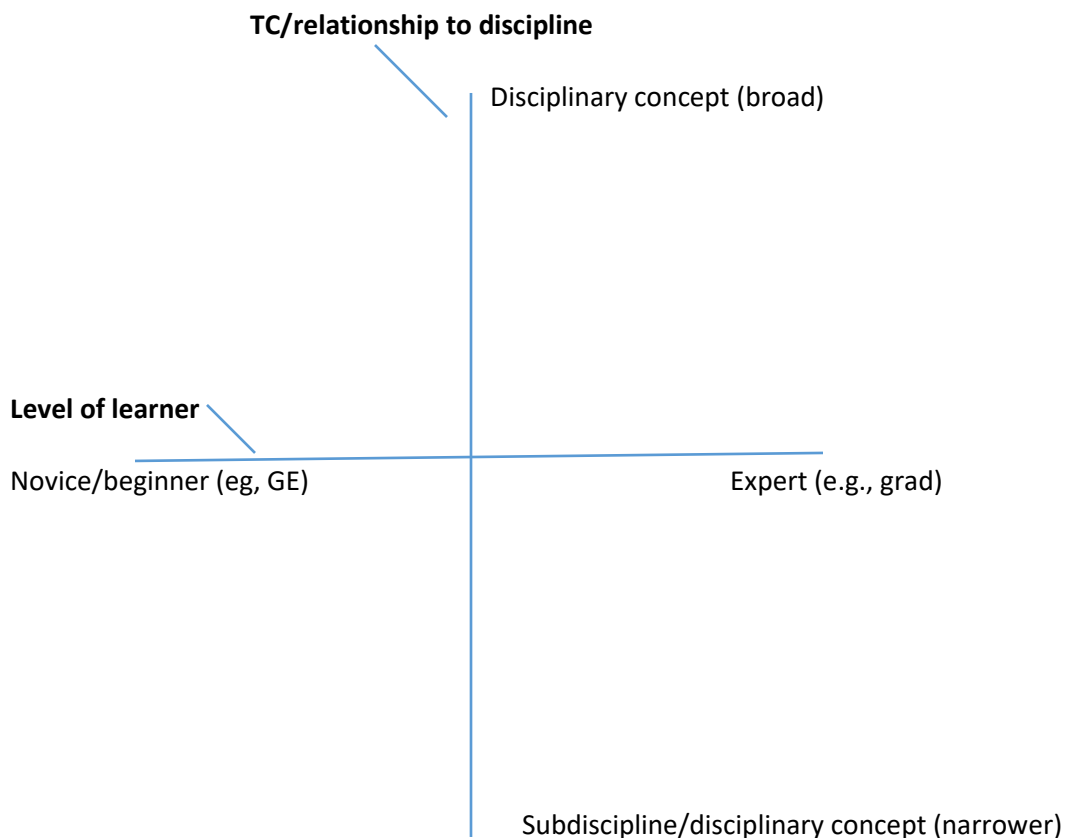 TC/relationship to discipline
Disciplinary concept (broad)
Level of learner
Novice/beginner (eg, GE)
Expert (e.g., grad)
Subdiscipline/disciplinary concept (narrower)